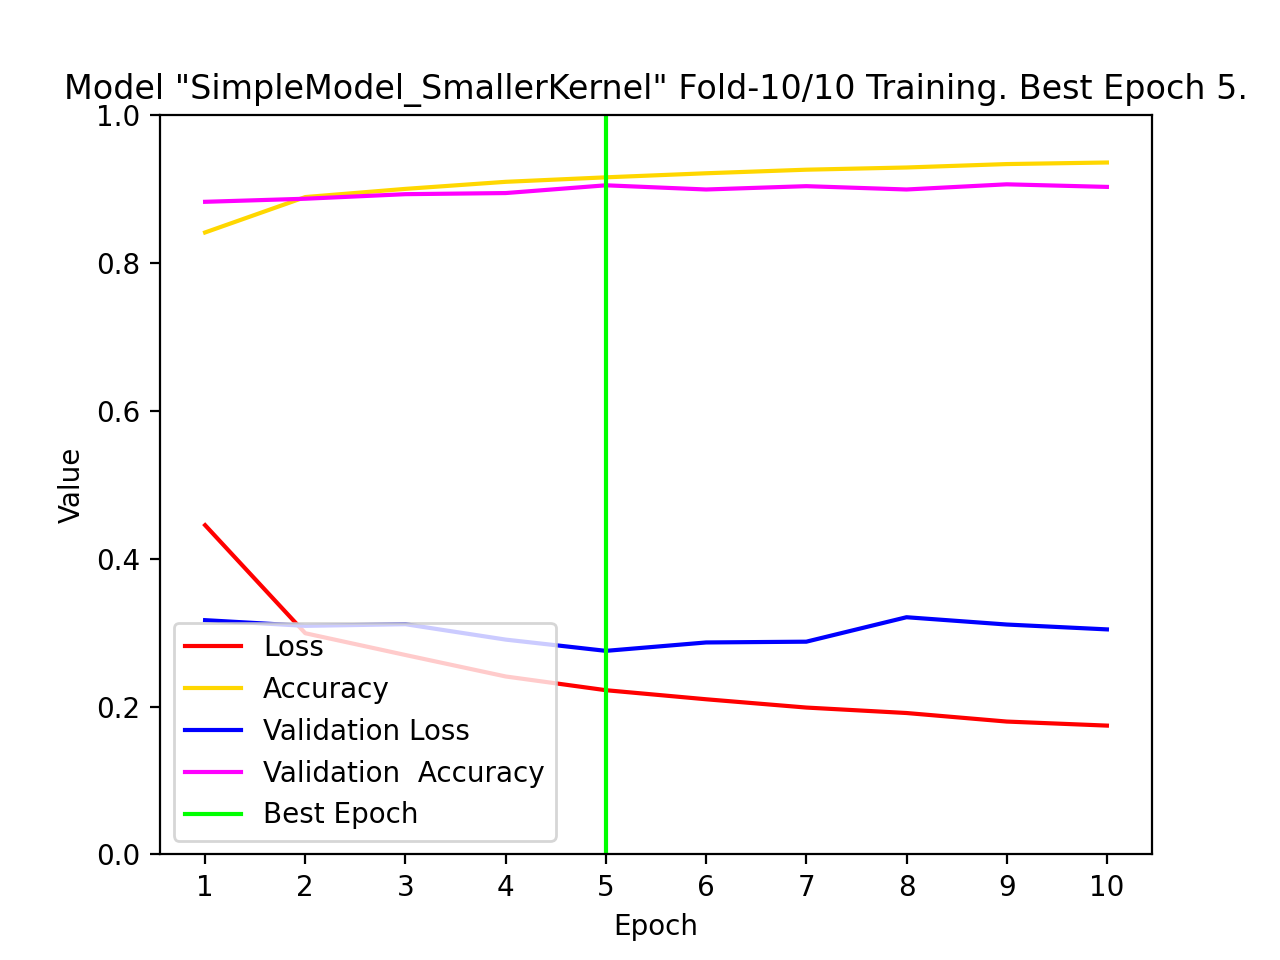 Model "SimpleModel_SmallerKernel" Fold-10/10 Training. Best Epoch 5.
1.0
0.8
0.6
0.4
0.2
0.0
Value
Loss
Accuracy
Validation Loss
Validation  Accuracy
Best Epoch
1 2 3 4 5 6 7 8 9 10
Epoch